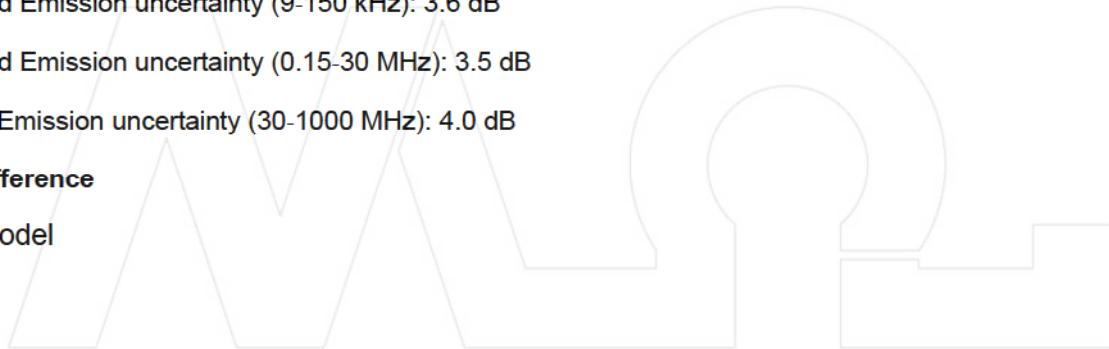 d Emission uncertainty (9-150 kHz): 3.6 dB
d Emission uncertainty (0.15-30 MHz): 3.5 dB
Emission uncertainty (30-1000 MHz): 4.0 dB
fference
odel